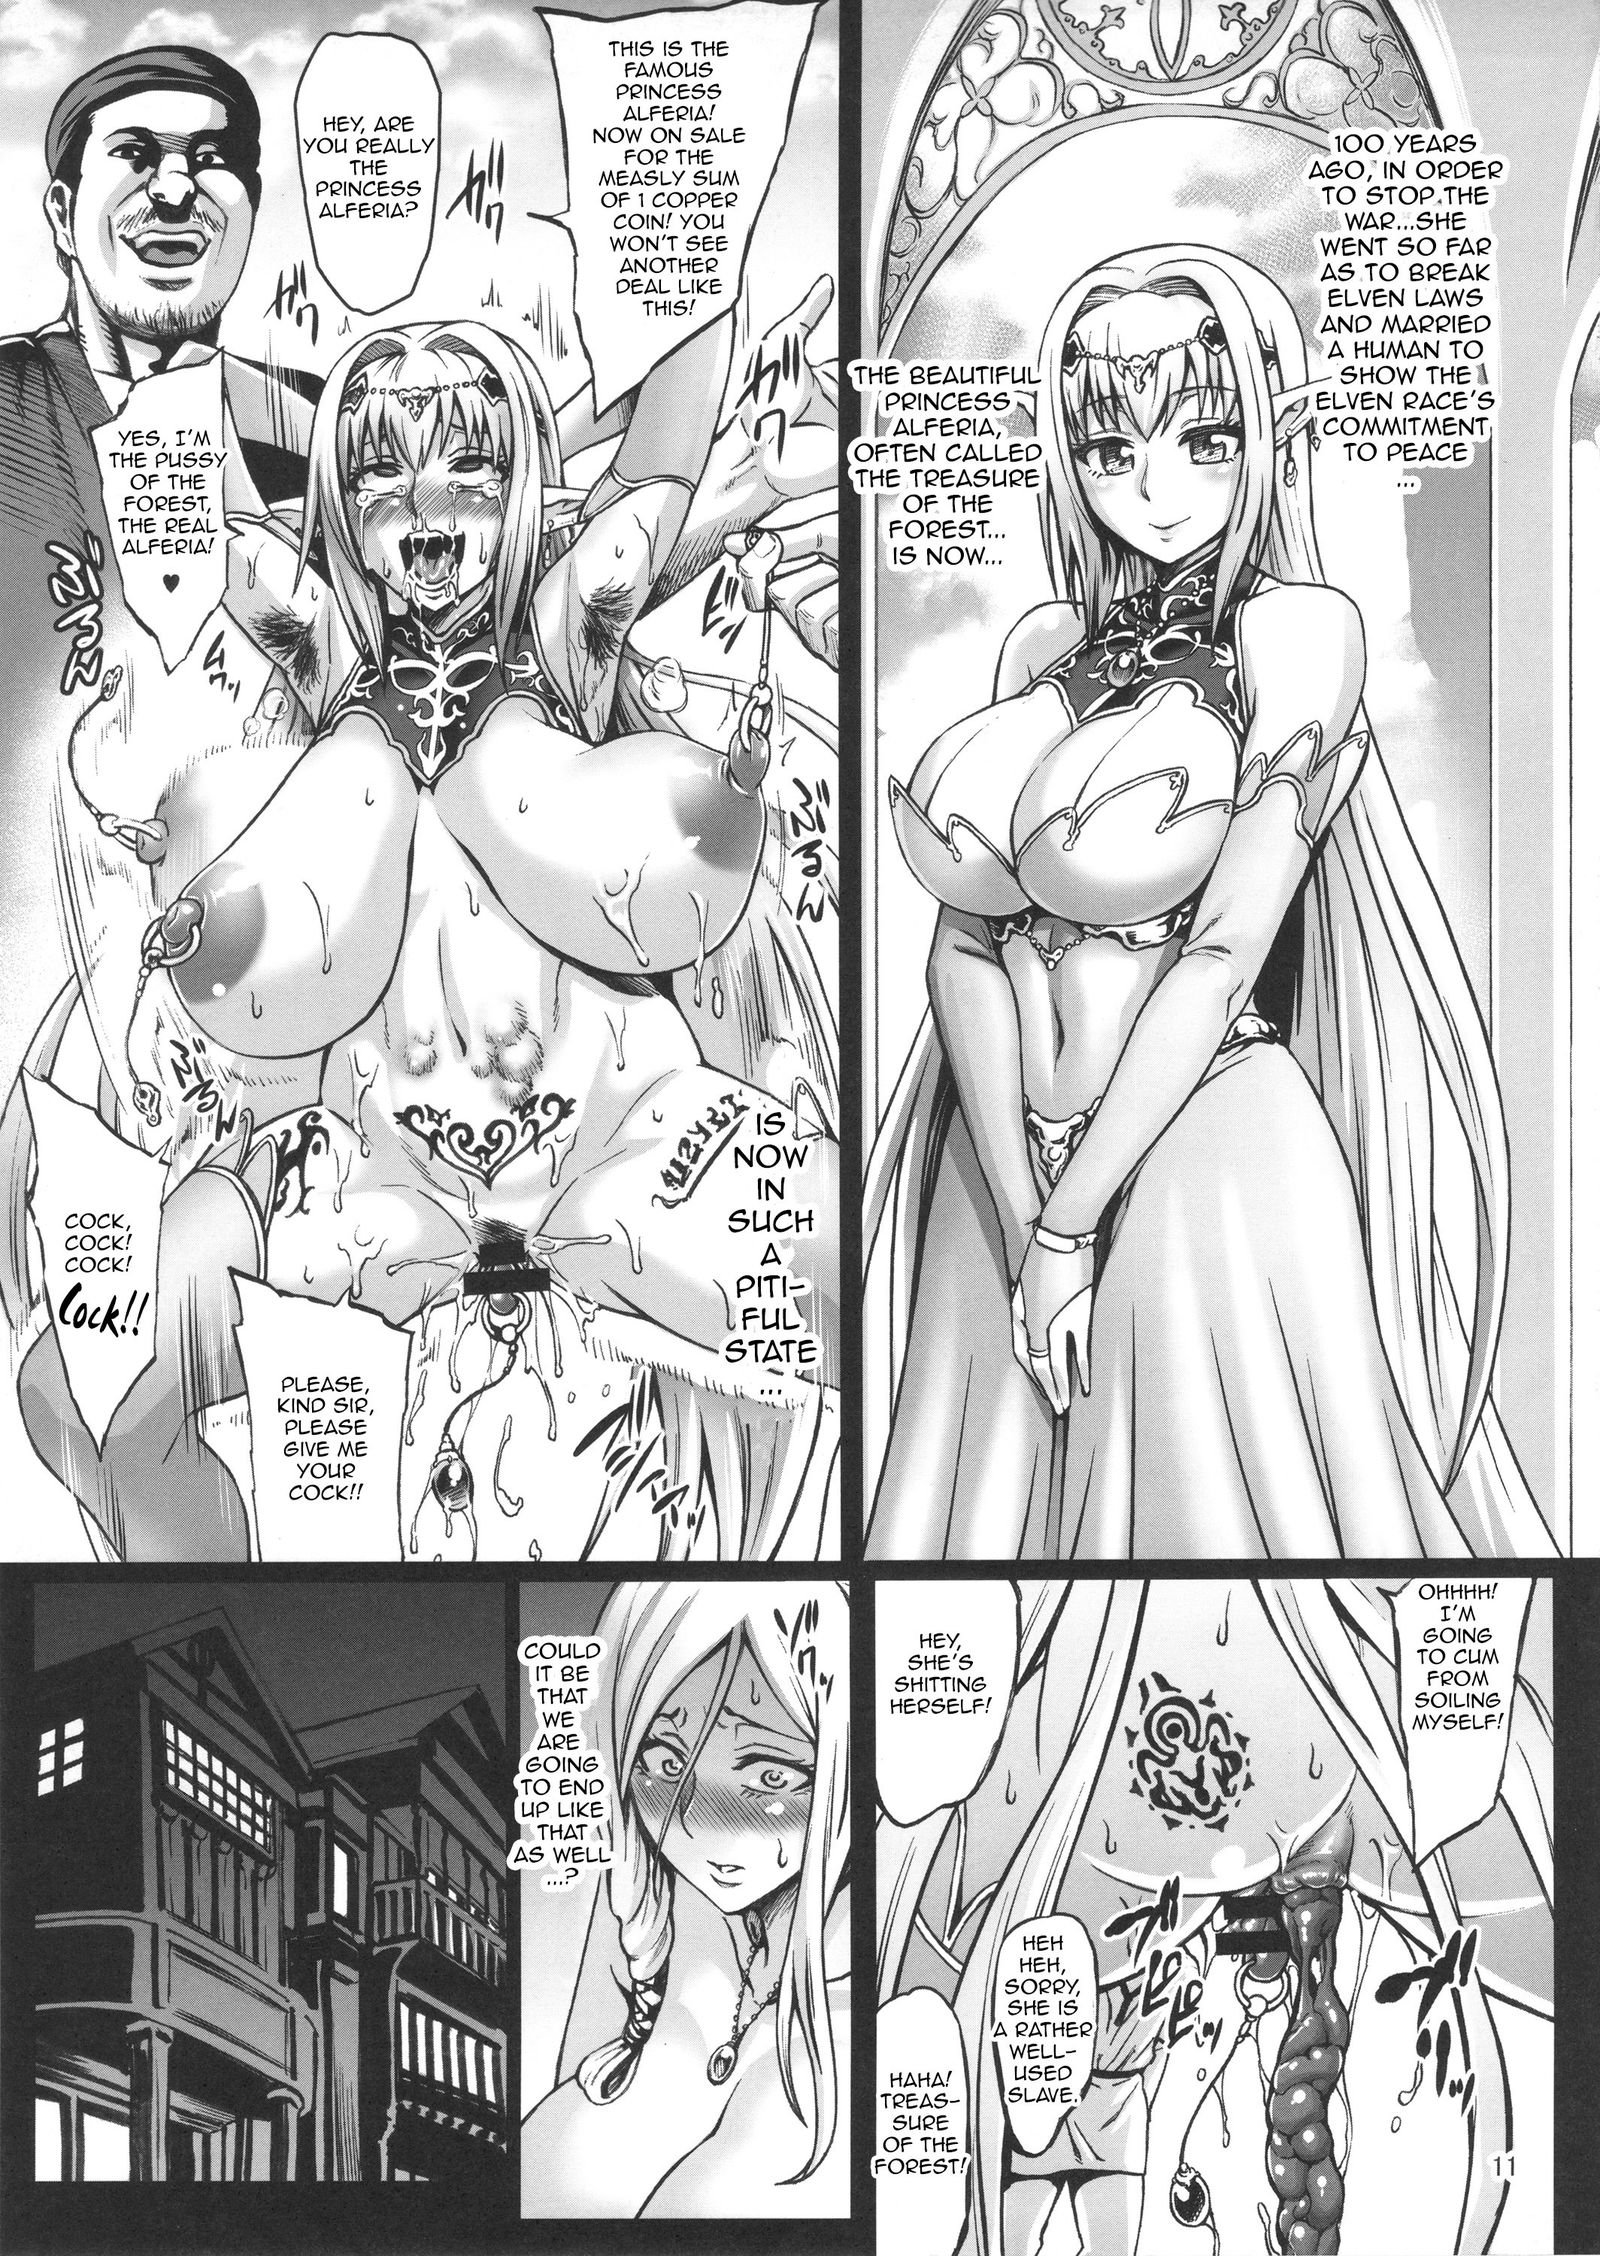 100 YEARS
AGO, IN ORDER
TO STOP THE
WAR...SHE
WENT SO FAR
AS TO BREAK
ELVEN LAWS
AND MARRIED
A HUMAN TO
SHOW THE
ELVEN RACE'S
COMMITMENT
TO PEACE
...
THE BEAUTIFUL
PRINCESS
ALFERIA,
OFTEN CALLED
THE TREASURE
OF THE
FOREST...
IS NOW...
THIS IS THE
FAMOUS
PRINCESS
ALFERIA!
NOW ON SALE
FOR THE
MEASLY SUM
OF 1 COPPER
COIN! YOU
WON'T SEE
ANOTHER
DEAL LIKE
THIS!
HEY, ARE
YOU REALLY
THE
PRINCESS
ALFERIA?
YES, I'M
THE PUSSY
OF THE
FOREST,
THE REAL
ALFERIA!
♥
IS
NOW
IN
SUCH
A
PITI-
FUL
STATE
...
COCK,
COCK!
COCK!
COCK!!
PLEASE,
KIND SIR,
PLEASE
GIVE ME
YOUR
COCK!!
OHHHH!
I'M
GOING
TO CUM
FROM
SOILING
MYSELF!
HEY,
SHE'S
SHITTING
HERSELF!
HEH
HEH,
SORRY,
SHE IS
A RATHER
WELL-
USED
SLAVE.
HAHA!
TREAS-
SURE
OF THE
FOREST!
COULD
IT BE
THAT
WE
ARE
GOING
TO END
UP LIKE
THAT
AS WELL
...?
11